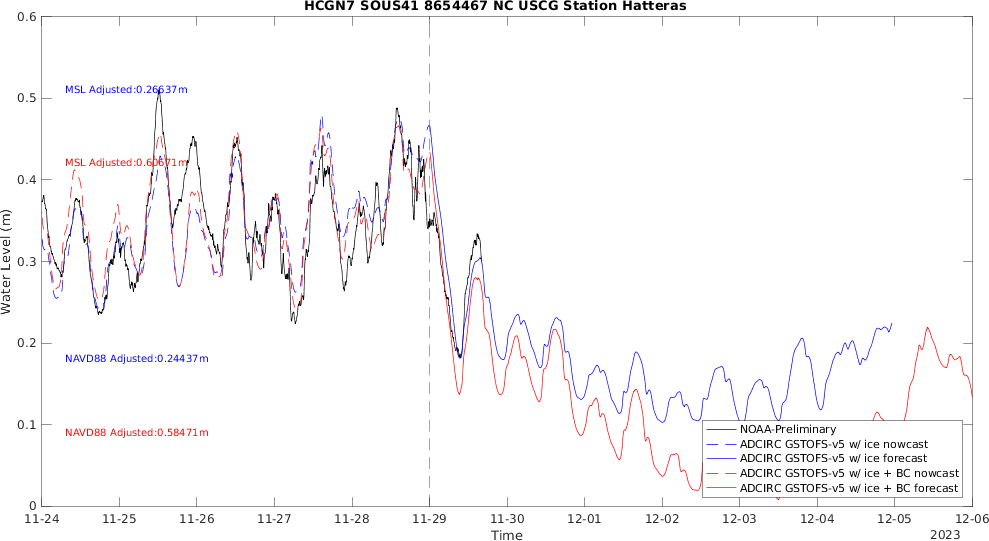 HCGN7 SOUS41 8654467 NC USCG Station Hatteras
Water Level (m)
0.6
0.5
0.4
0.3
0.2
0.1
0
MSL Adjusted:0.26637m
MSL Adjusted:0.60671m
NAVD88 Adjusted:0.24437m
NAVD88 Adjusted:0.58471m
NOAA-Preliminary
ADCIRC GSTOFS-v5 w/ ice nowcast
ADCIRC GSTOFS-v5 w/ ice forecast
ADCIRC GSTOFS-v5 w/ ice + BC nowcast
ADCIRC GSTOFS-v5 w/ ice + BC forecast
11-24 11-25 11-26 11-27 11-28 11-29 11-30 12-01 12-02 12-03 12-04 12-05 12-06
Time
2023